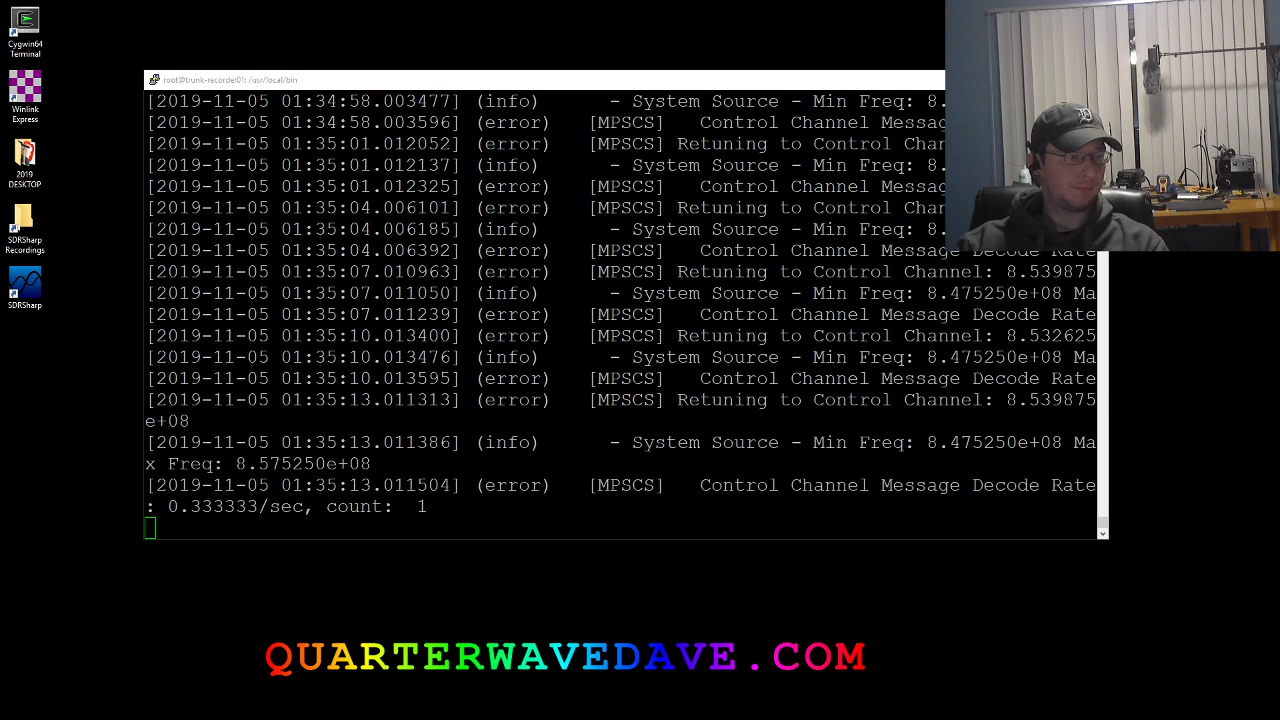 Cygwin64
Terminal
Winlink
Express
2019
DESKTOP
SDRSharp
Recordings
SDRSharp
root@trunk-recorder01: /usr/local/bin
[2019-11-05 01:34:58.003477] (info) - System Source - Min Freq: 8.
[2019-11-05 01:34:58.003596] (error) [MPSCS] Control Channel Messag
[2019-11-05 01:35:01.012052] (error) [MPSCS] Retuning to Control Chan
[2019-11-05 01:35:01.012137] (info) - System Source - Min Freq: 8.
[2019-11-05 01:35:01.012325] (error) [MPSCS] Control Channel Messag
[2019-11-05 01:35:04.006101] (error) [MPSCS] Retuning to Control Chan
[2019-11-05 01:35:04.006185] (info) - System Source - Min Freq: 8.
[2019-11-05 01:35:04.006392] (error) [MPSCS] Control Channel Message Decode Rate
[2019-11-05 01:35:07.010963] (error) [MPSCS] Retuning to Control Channel: 8.539875
[2019-11-05 01:35:07.011050] (info) - System Source - Min Freq: 8.475250e+08 Ma
[2019-11-05 01:35:07.011239] (error) [MPSCS] Control Channel Message Decode Rate
[2019-11-05 01:35:10.013400] (error) [MPSCS] Retuning to Control Channel: 8.532625
[2019-11-05 01:35:10.013476] (info) - System Source - Min Freq: 8.475250e+08 Ma
[2019-11-05 01:35:10.013595] (error) [MPSCS] Control Channel Message Decode Rate
[2019-11-05 01:35:13.011313] (error) [MPSCS] Retuning to Control Channel: 8.539875
e+08
[2019-11-05 01:35:13.011386] (info) - System Source - Min Freq: 8.475250e+08 Ma
x Freq: 8.575250e+08
[2019-11-05 01:35:13.011504] (error) [MPSCS] Control Channel Message Decode Rate
: 0.333333/sec, count: 1
QUARTERWAVEDAVE.COM